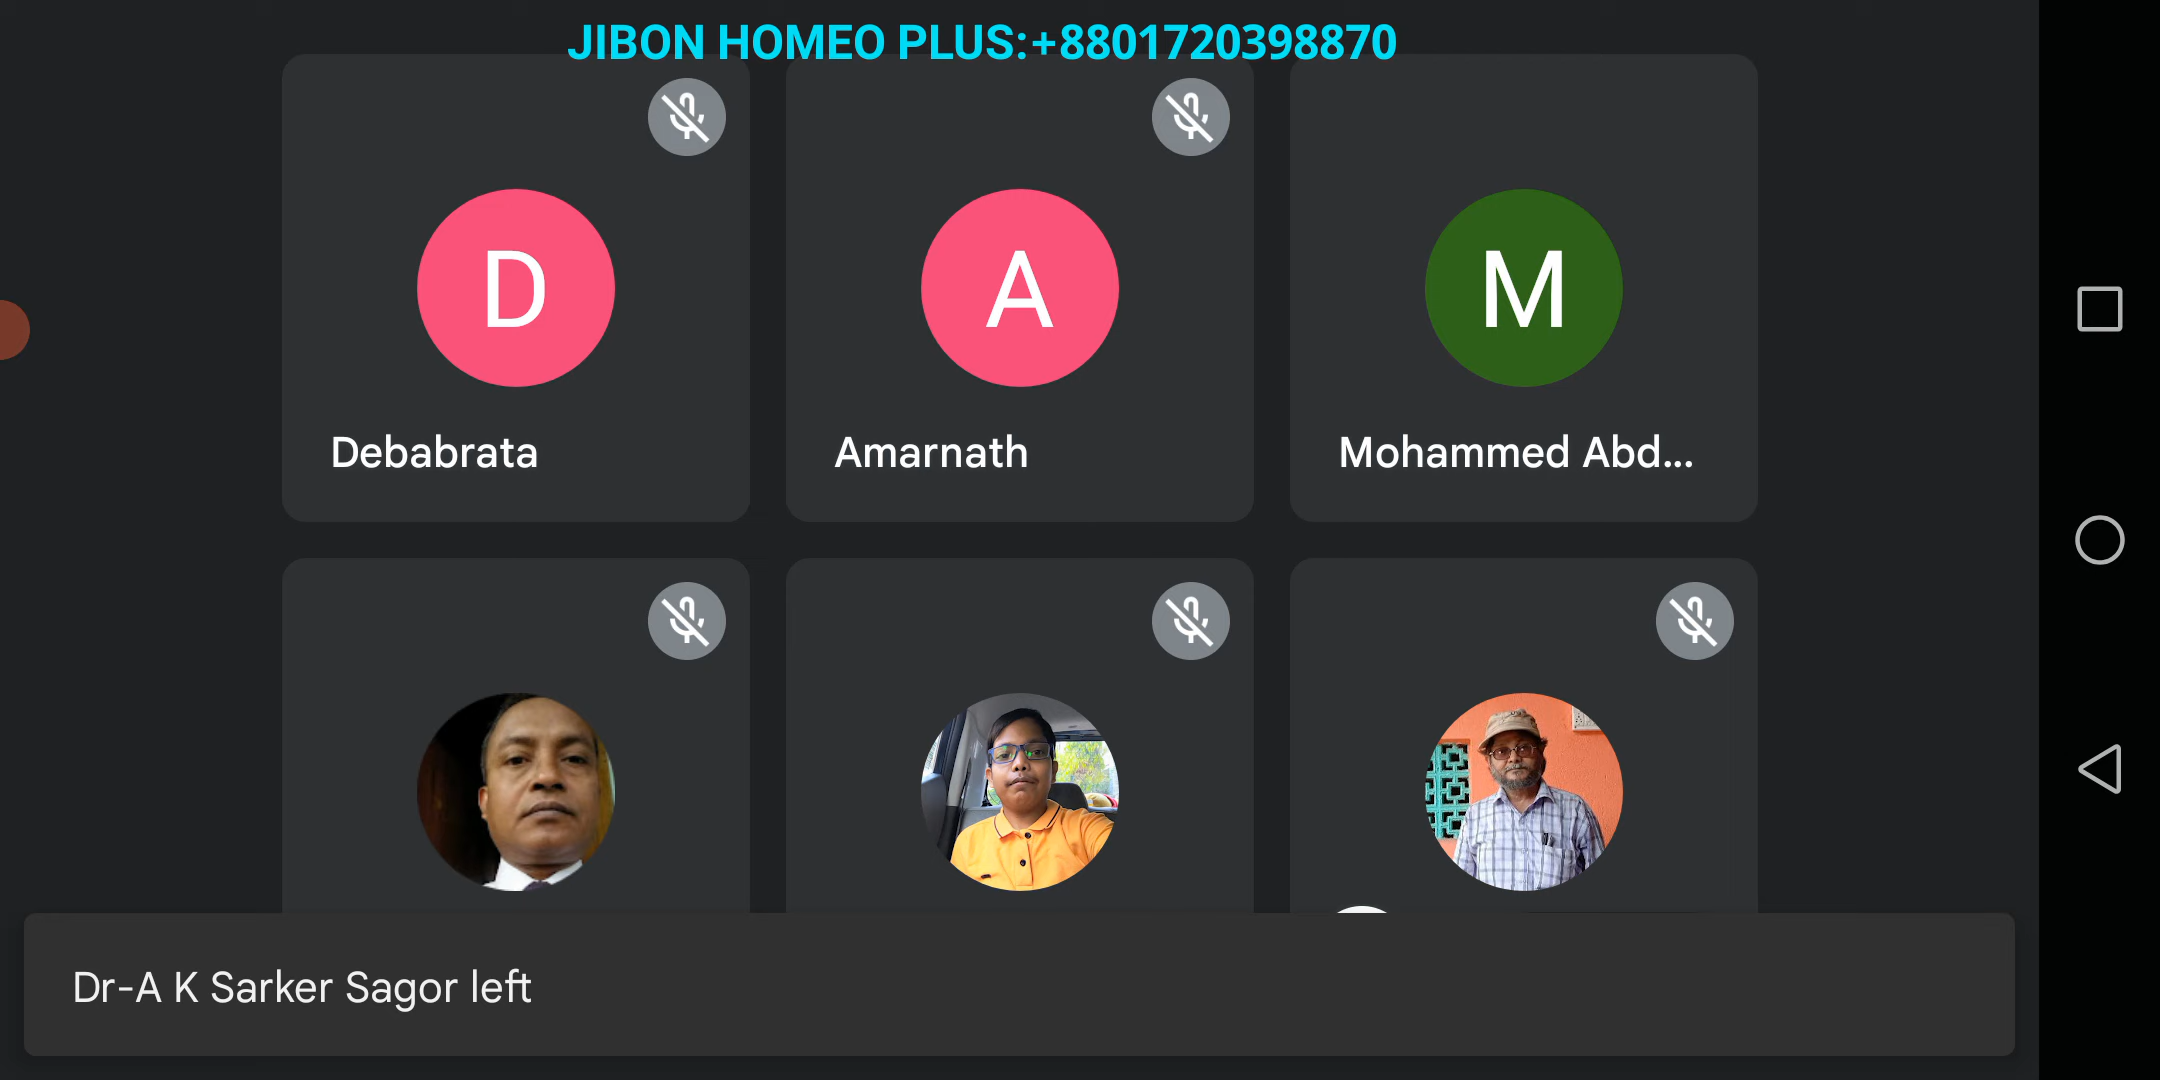 JIBON HOMEO PLUS:+8801720398870
D
A
M
Debabrata
Amarnath
Mohammed Abd...
Dr-A K Sarker Sagor left